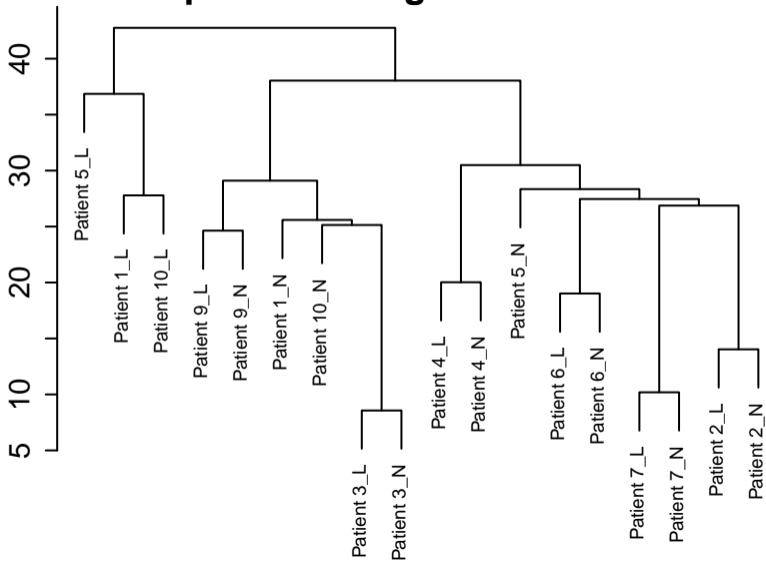 40
30
20
10
5
Patient 5_L
Patient 1_L
Patient 10_L
Patient 9_L
Patient 9_N
Patient 1_N
Patient 10_N
Patient 3_L
Patient 3_N
Patient 4_L
Patient 4_N
Patient 5_N
Patient 6_L
Patient 6_N
Patient 7_L
Patient 7_N
Patient 2_L
Patient 2_N